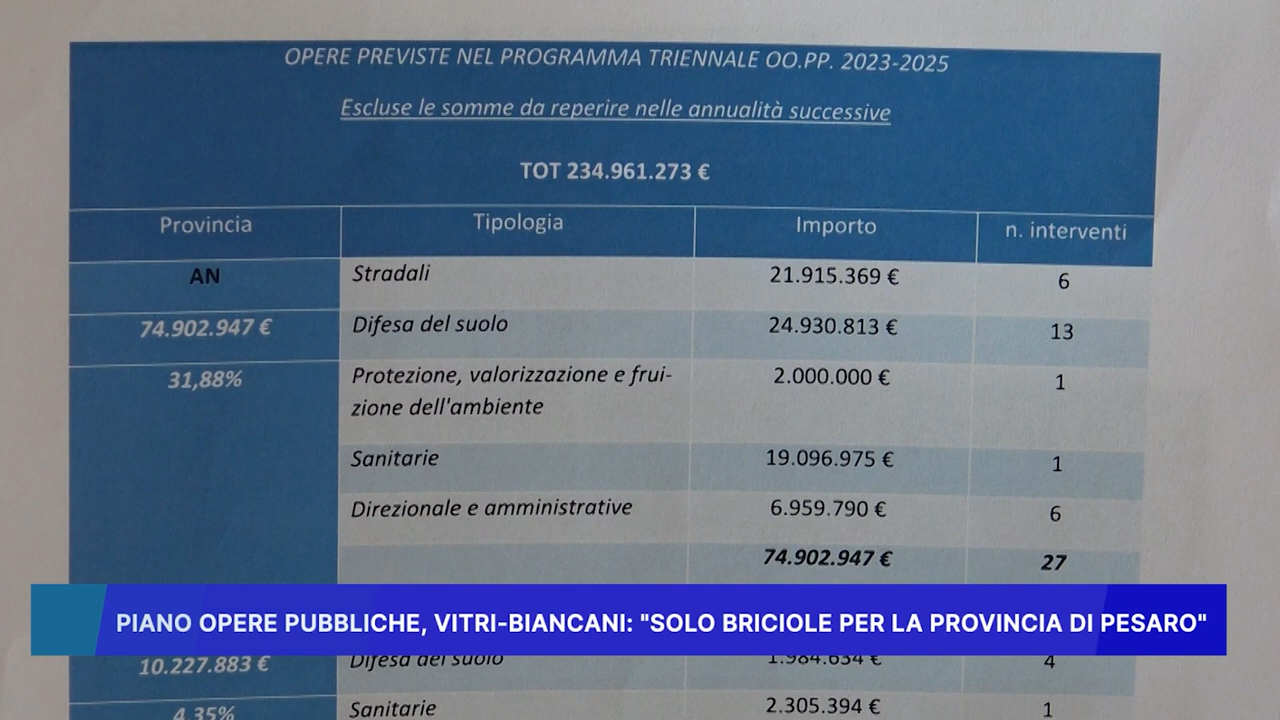 OPERE PREVISTE NEL PROGRAMMA TRIENNALE OO.PP. 2023-2025
Escluse le somme da reperire nelle annualità successive
TOT 234.961.273 €
Provincia Tipologia Importo n. interventi
AN Stradali 21.915.369 € 6
74.902.947 € Difesa del suolo 24.930.813 € 13
31,88% Protezione, valorizzazione e frui- 2.000.000 € 1
zione dell'ambiente
Sanitarie 19.096.975 € 1
Direzionale e amministrative 6.959.790 € 6
74.902.947 € 27
PIANO OPERE PUBBLICHE, VITRI-BIANCANI: "SOLO BRICIOLE PER LA PROVINCIA DI PESARO"
10.227.883 € Difesa del suolo 1.984.634 € 4
4,35% Sanitarie 2.305.394 € 1